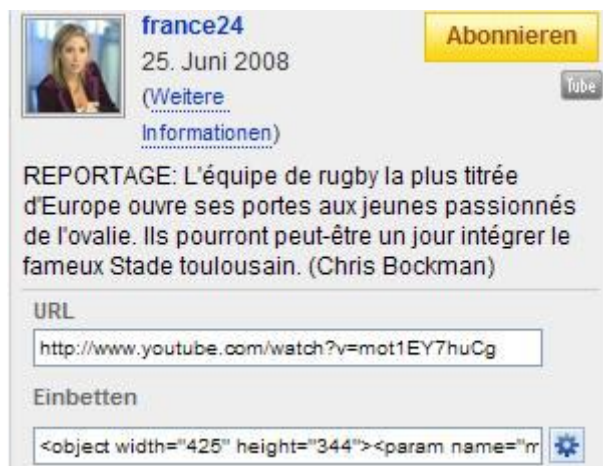 france24
Abonnieren
25. Juni 2008
(Weitere
Informationen)
Tube
REPORTAGE: L'équipe de rugby la plus titrée
d'Europe ouvre ses portes aux jeunes passionnés
de l'ovalie. Ils pourront peut-être un jour intégrer le
fameux Stade toulousain. (Chris Bockman)
URL
http://www.youtube.com/watch?v=mot1EY7huCg
Einbetten
<object width="425" height="344"><param name="m